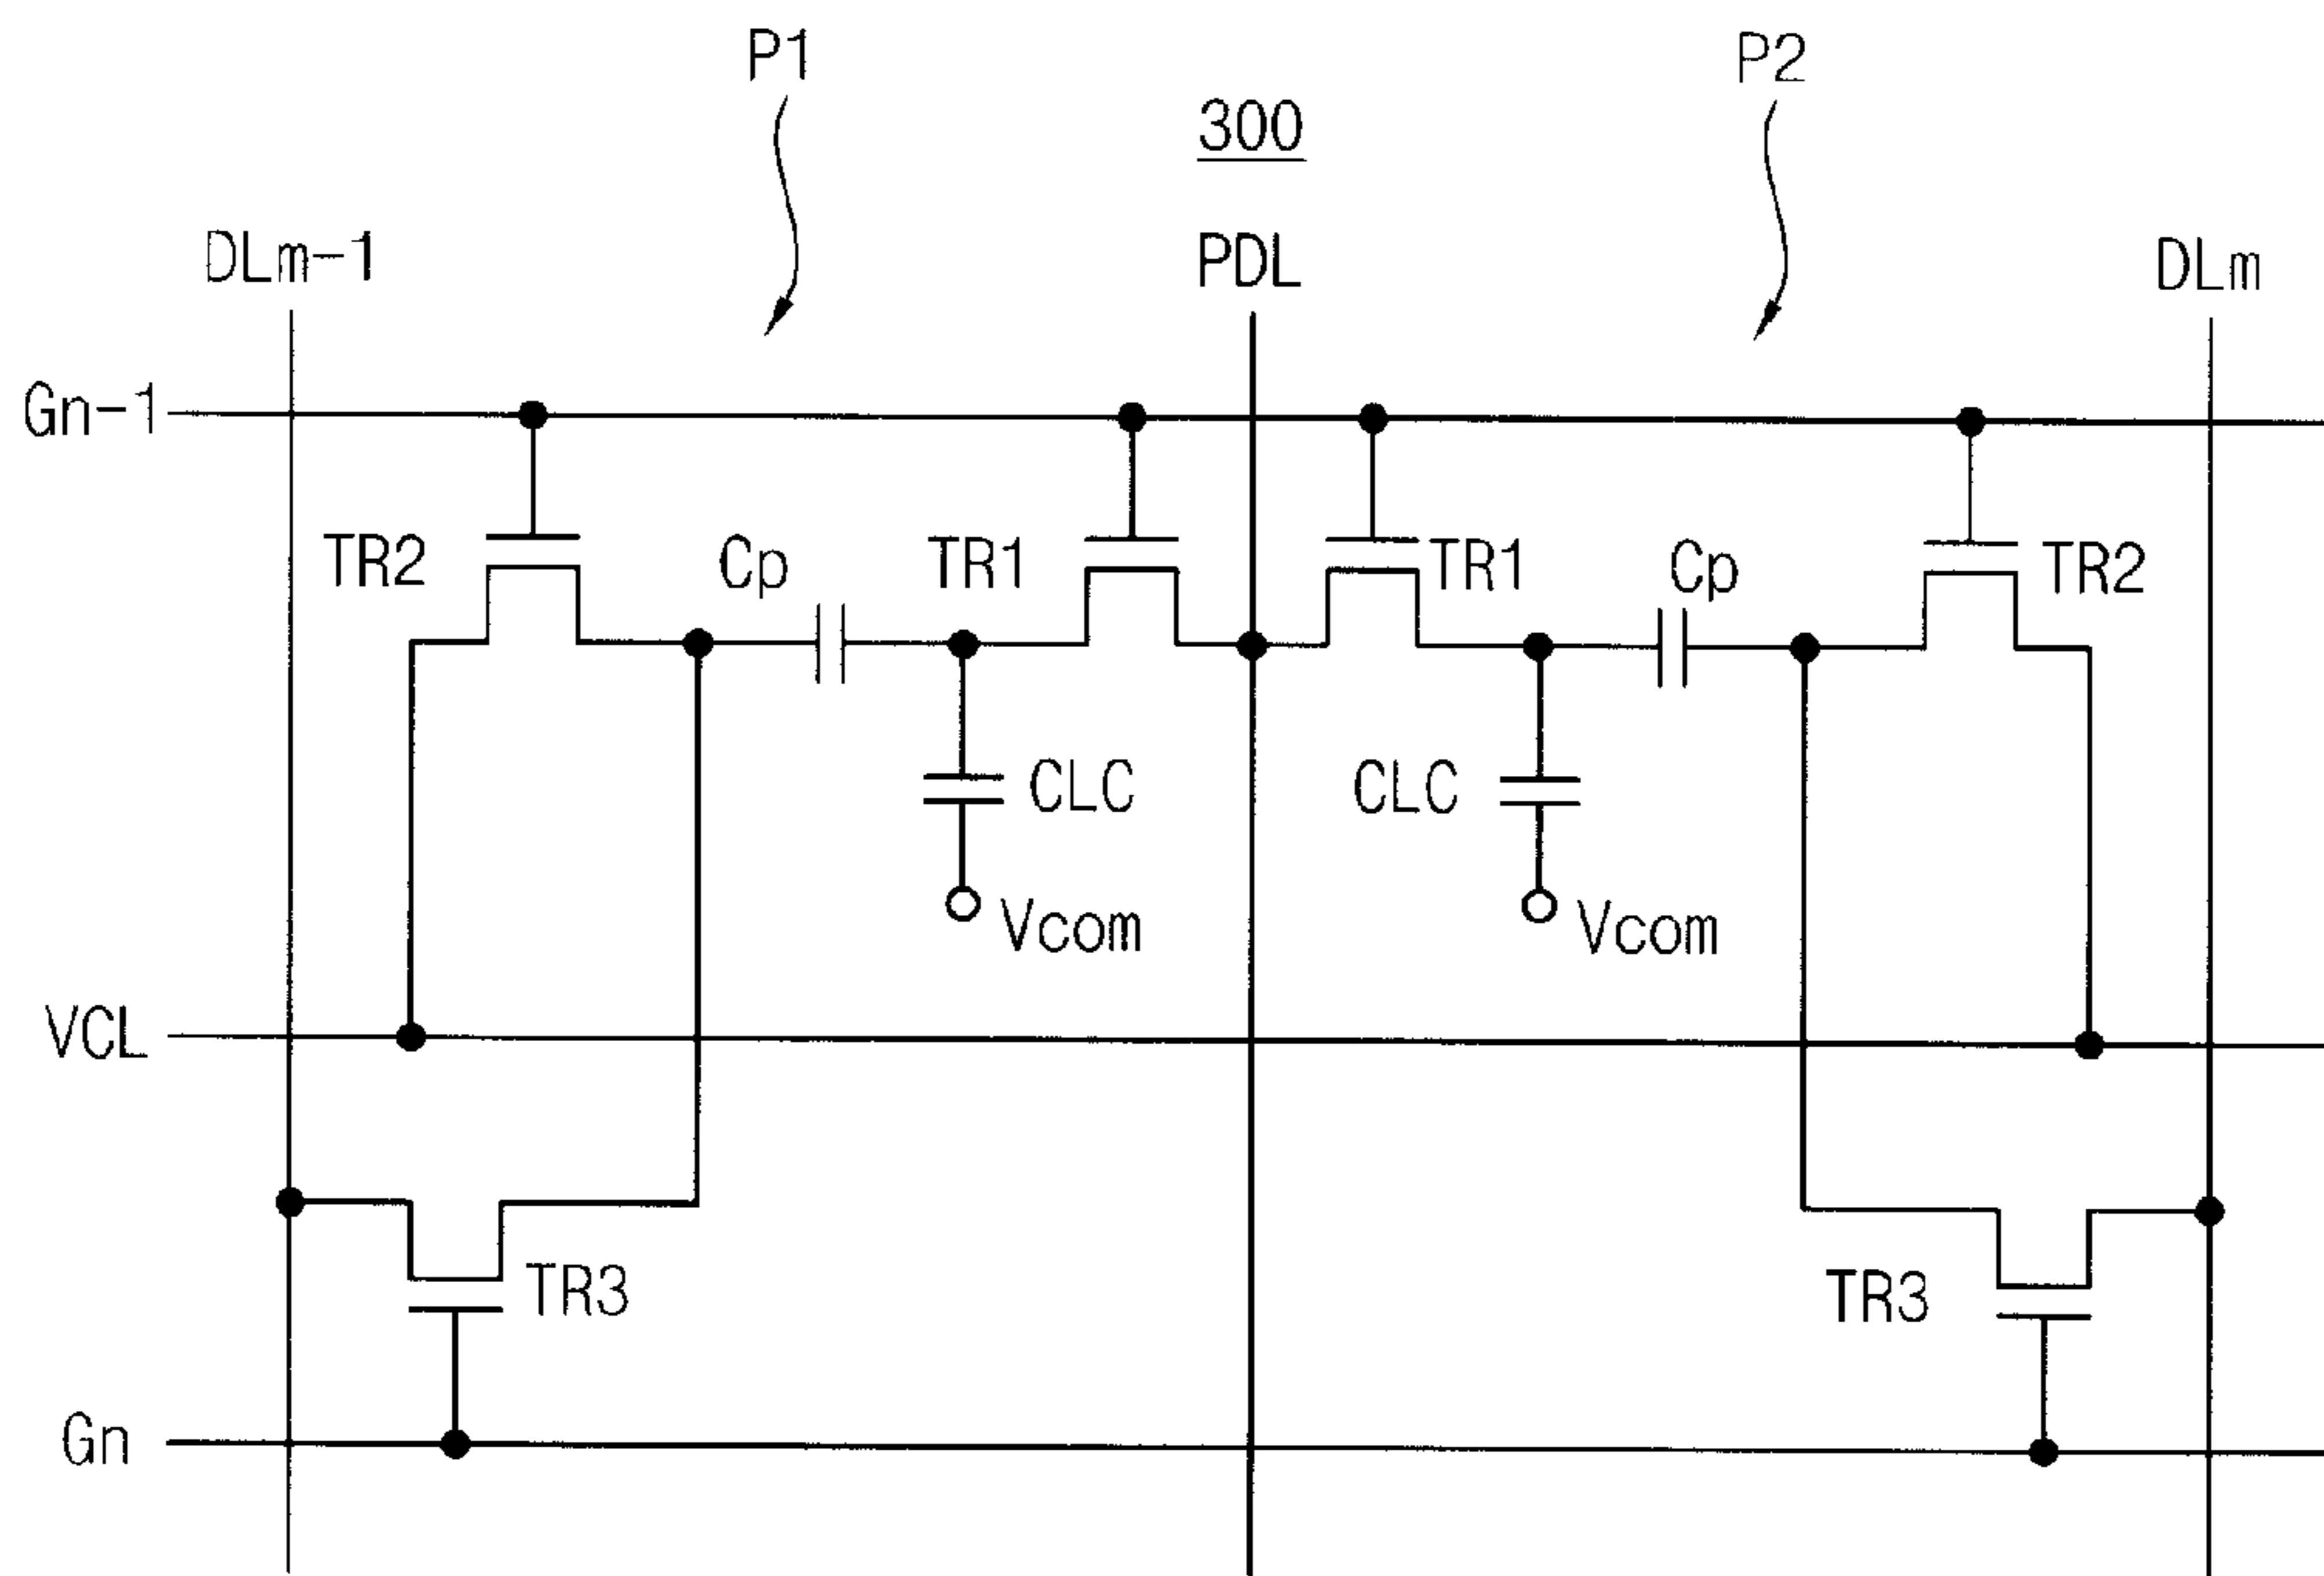 P1
P2
300
DLm-1
PDL
DLm
Gn-1
TR2
Cp
TR1
TR1
Cp
TR2
CLC
CLC
Vcom
Vcom
VCL
TR3
TR3
Gn